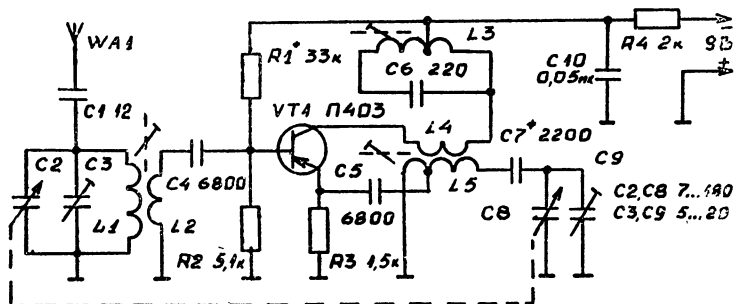 WA1
C1 12
C2
C3
L1
L2
C4
6800
R1* 33к
R2 5,1к
VT1 П403
C5
6800
R3 1,5к
C6 220
L3
L4
L5
C7* 2200
C8
C9
C10
0,05мк
R4 2к
-
9В
+
C2,C8 7...180
C3,C9 5...20